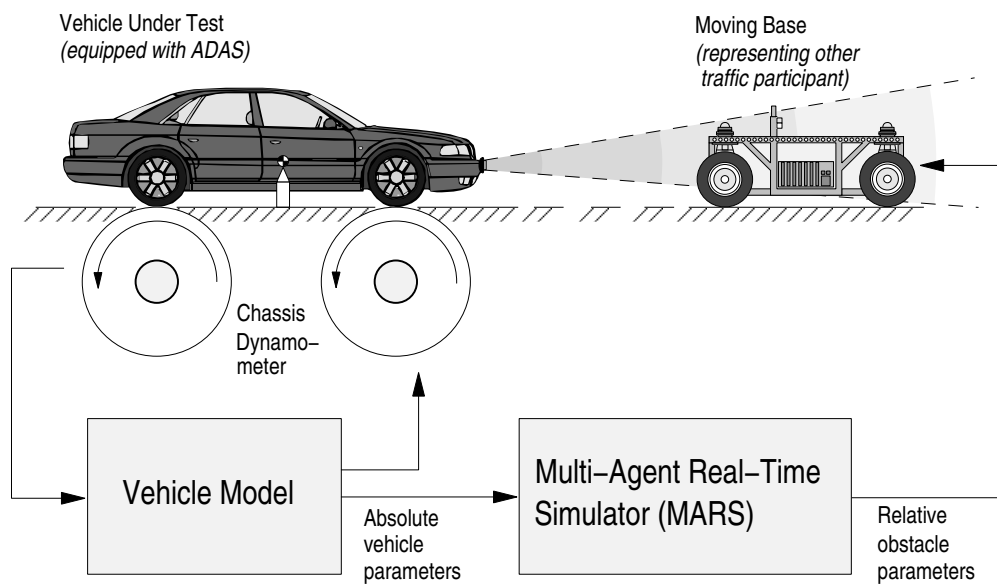 Vehicle Under Test
(equipped with ADAS)
Moving Base
(representing other
traffic participant)
Chassis
Dynamo−
meter
Vehicle Model
Absolute
vehicle
parameters
Multi−Agent Real−Time
Simulator (MARS)
Relative
obstacle
parameters